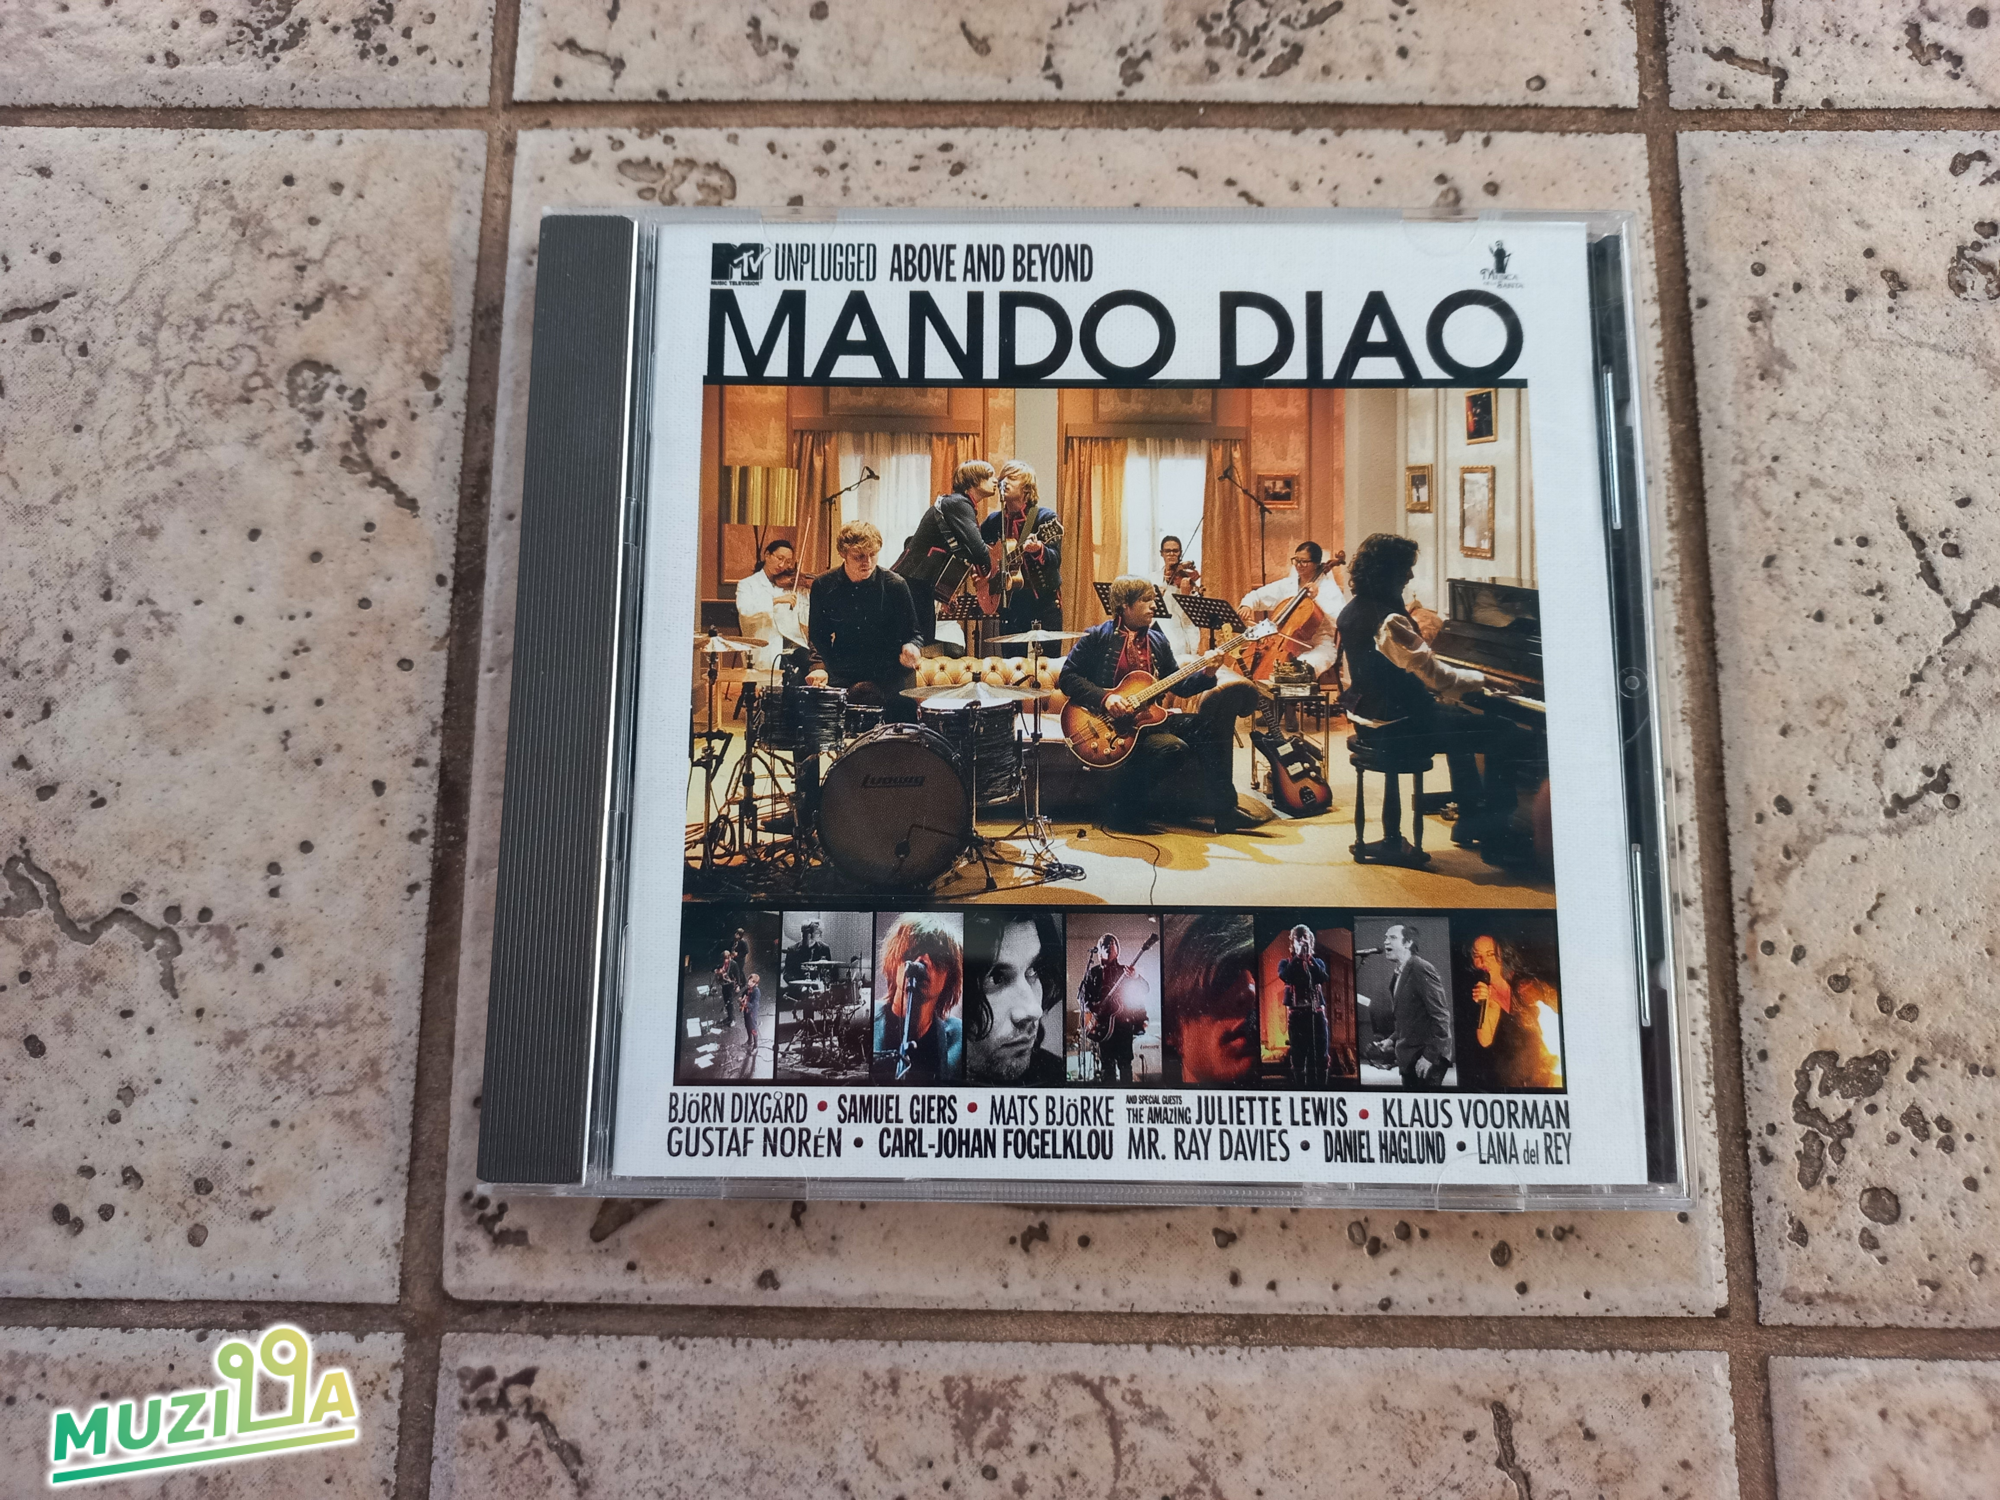 MTV UNPLUGGED ABOVE AND BEYOND
MUSIC TELEVISION
MANDO DIAO
Ludwig
BJÖRN DIXGÅRD • SAMUEL GIERS • MATS BJÖRKE
GUSTAF NORÉN • CARL-JOHAN FOGELKLOU
AND SPECIAL GUESTS
THE AMAZING JULIETTE LEWIS • KLAUS VOORMAN
MR. RAY DAVIES • DANIEL HAGLUND • LANA del REY
MUZIQQA